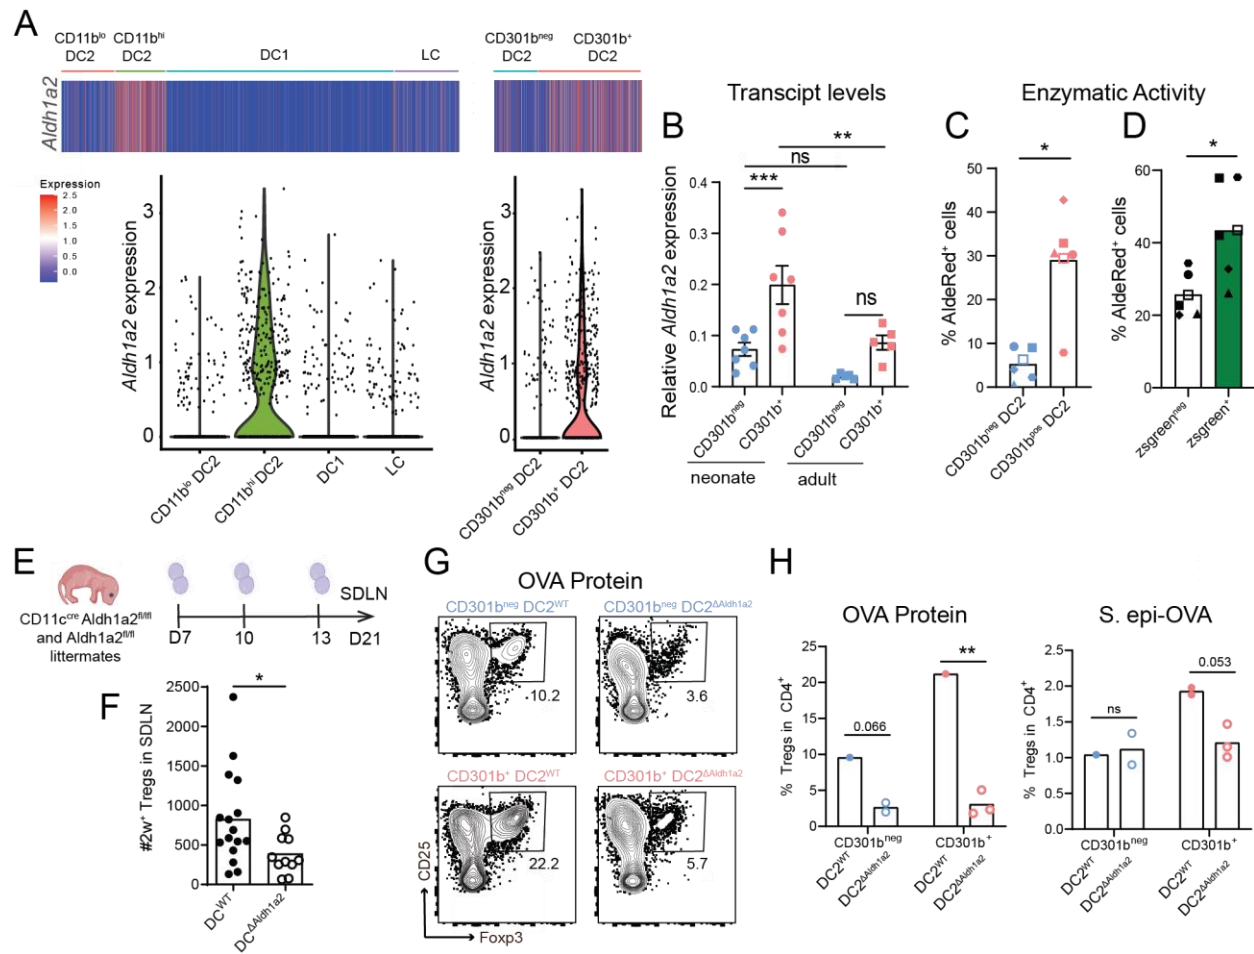 A
CD11b^lo DC2
CD11b^hi DC2
DC1
LC
CD301b^neg DC2
CD301b^+ DC2
Aldh1a2
Expression
2.5
2.0
1.5
1.0
0.5
0.0
Aldh1a2 expression
3
2
1
0
CD11b^lo DC2
CD11b^hi DC2
DC1
LC
Aldh1a2 expression
3
2
1
0
CD301b^neg DC2
CD301b^+ DC2
Transcipt levels
B
Relative Aldh1a2 expression
0.4
0.3
0.2
0.1
0.0
**
ns
***
ns
CD301b^neg
CD301b^+
CD301b^neg
CD301b^+
neonate
adult
Enzymatic Activity
C
% AldeRed^+ cells
50
40
30
20
10
0
*
CD301b^neg DC2
CD301b^pos DC2
D
% AldeRed^+ cells
60
40
20
0
*
zsgreen^neg
zsgreen^+
E
CD11c^cre Aldh1a2^fl/fl
and Aldh1a2^fl/fl
littermates
SDLN
D7
10
13
D21
F
#2w^+ Tregs in SDLN
2500
2000
1500
1000
500
0
*
DC^WT
DC^ΔAldh1a2
G
OVA Protein
CD301b^neg DC2^WT
CD301b^neg DC2^ΔAldh1a2
10.2
3.6
CD301b^+ DC2^WT
CD301b^+ DC2^ΔAldh1a2
22.2
5.7
CD25
Foxp3
H
OVA Protein
% Tregs in CD4^+
25
20
15
10
5
0
0.066
**
CD301b^neg
CD301b^+
DC2^WT
DC2^ΔAldh1a2
DC2^WT
DC2^ΔAldh1a2
S. epi-OVA
% Tregs in CD4^+
2.5
2.0
1.5
1.0
0.5
0.0
ns
0.053
CD301b^neg
CD301b^+
DC2^WT
DC2^ΔAldh1a2
DC2^WT
DC2^ΔAldh1a2